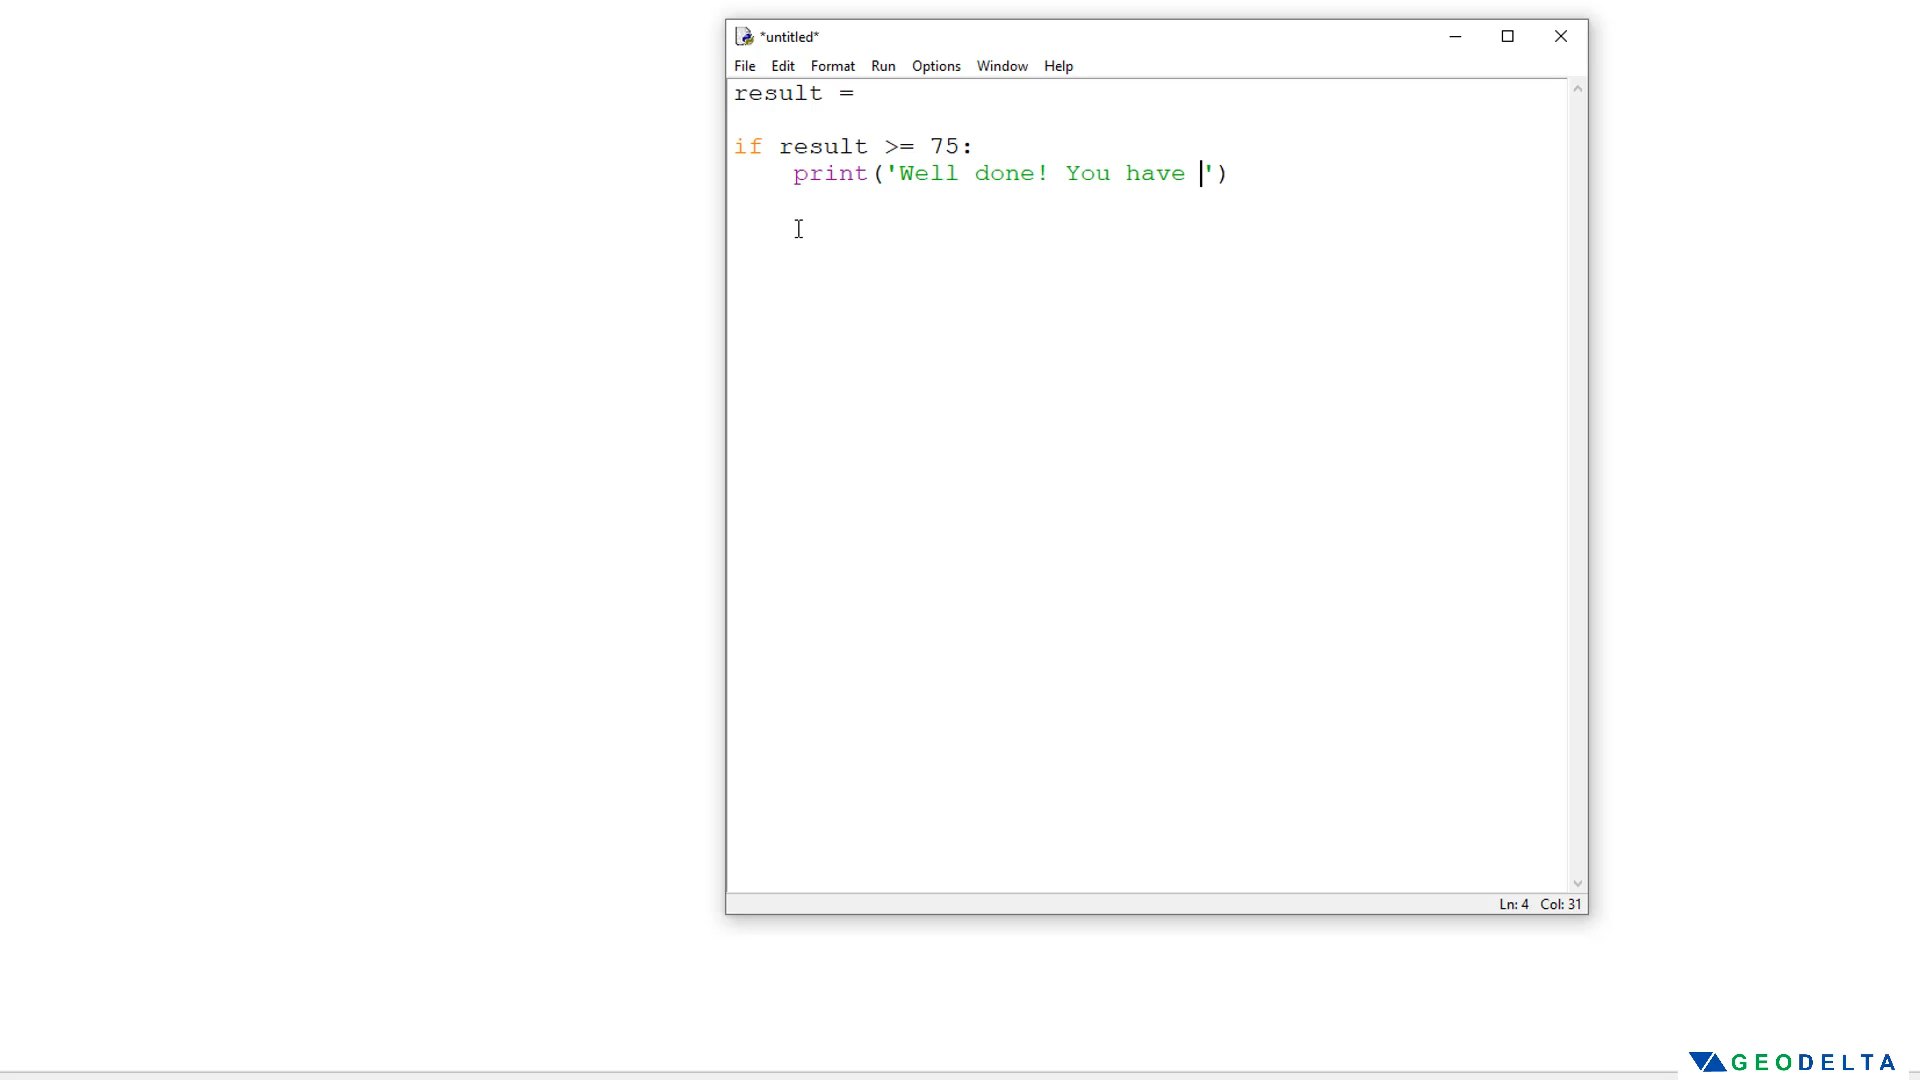 *untitled*
File Edit Format Run Options Window Help
result =
if result >= 75:
print('Well done! You have ')
Ln: 4 Col: 31
GEODELTA